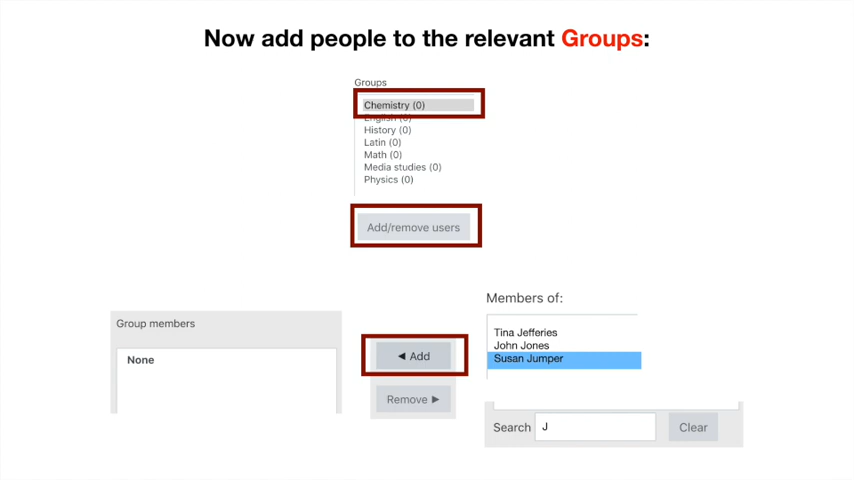 Now add people to the relevant Groups:
Groups
Chemistry (0)
English (0)
History (0)
Latin (0)
Math (0)
Media studies (0)
Physics (0)
Add/remove users
Members of:
Group members
None
Tina Jefferies
John Jones
Susan Jumper
◄ Add
Remove ►
Search J Clear